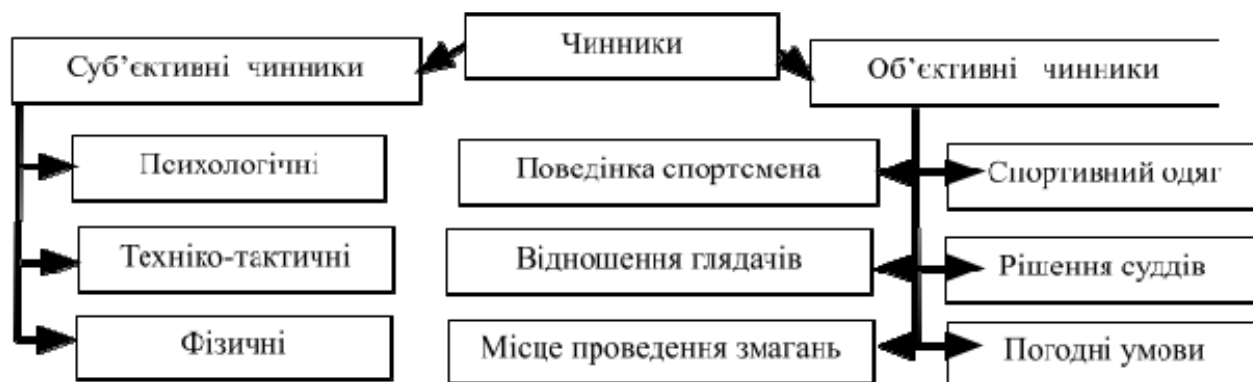 Чинники
Суб’єктивні чинники
Об’єктивні чинники
Психологічні
Поведінка спортсмена
Спортивний одяг
Техніко-тактичні
Відношення глядачів
Рішення суддів
Фізичні
Місце проведення змагань
Погодні умови